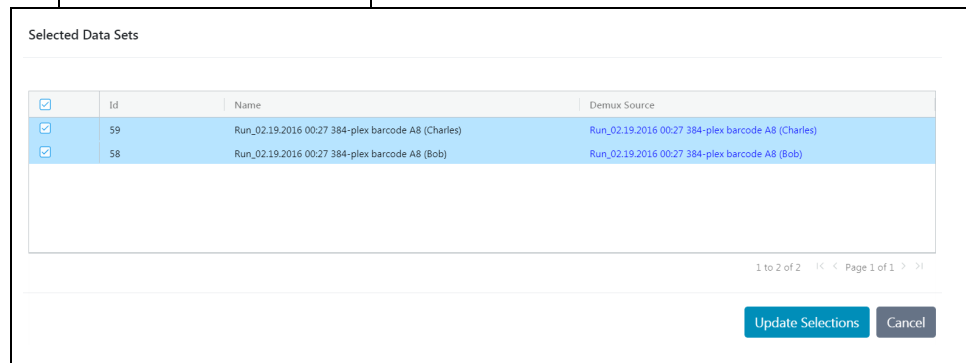 Selected Data Sets
Id Name Demux Source
59 Run_02.19.2016 00:27 384-plex barcode A8 (Charles) Run_02.19.2016 00:27 384-plex barcode A8 (Charles)
58 Run_02.19.2016 00:27 384-plex barcode A8 (Bob) Run_02.19.2016 00:27 384-plex barcode A8 (Bob)
1 to 2 of 2 Page 1 of 1
Update Selections Cancel